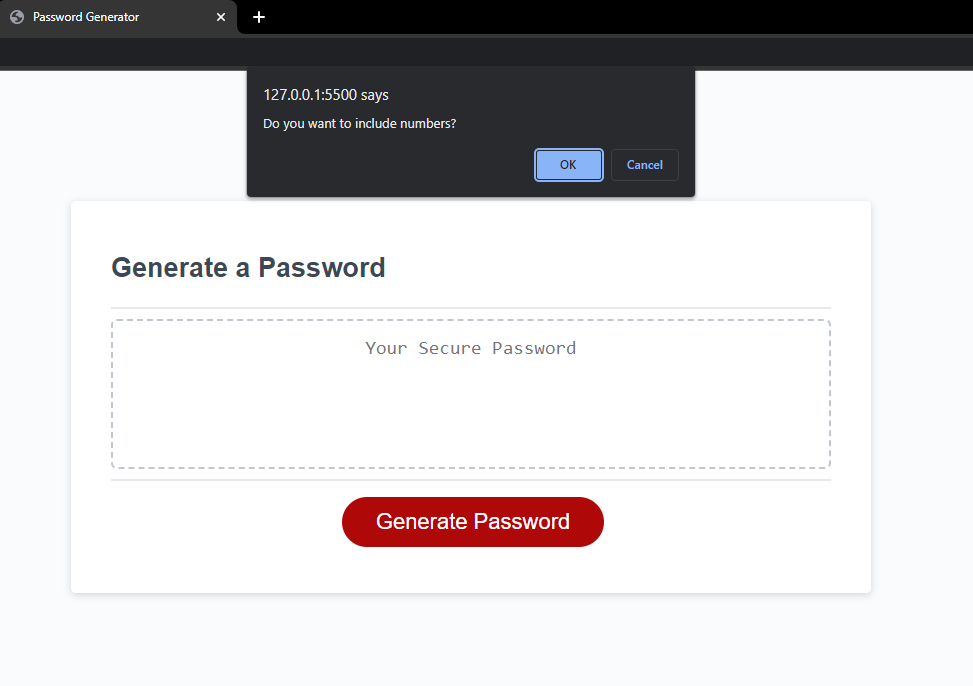 Password Generator
127.0.0.1:5500 says
Do you want to include numbers?
OK Cancel
Generate a Password
Your Secure Password
Generate Password